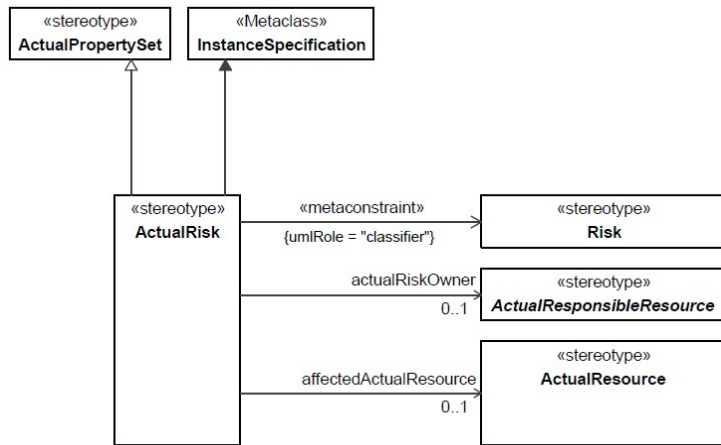 «stereotype»
ActualPropertySet
«Metaclass»
InstanceSpecification
«stereotype»
ActualRisk
«metaconstraint»
{umlRole = "classifier"}
«stereotype»
Risk
actualRiskOwner
0..1
«stereotype»
ActualResponsibleResource
affectedActualResource
0..1
«stereotype»
ActualResource